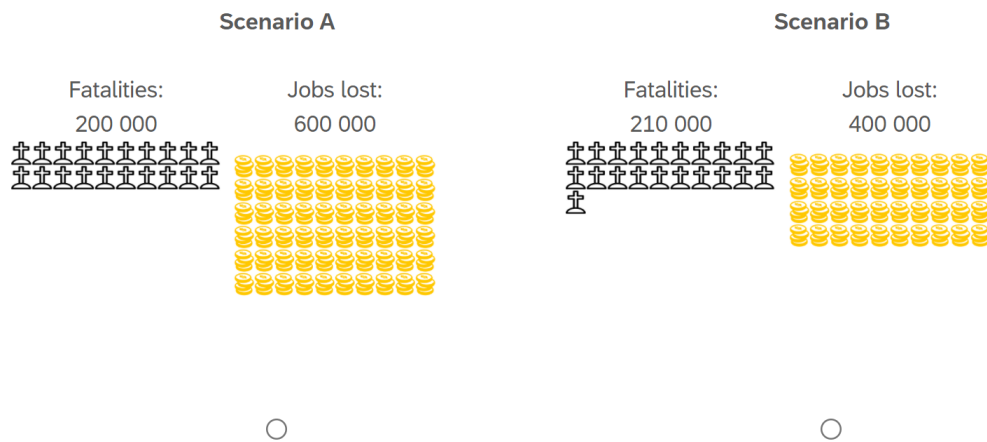 Scenario A
Fatalities:
200 000
Jobs lost:
600 000
Scenario B
Fatalities:
210 000
Jobs lost:
400 000